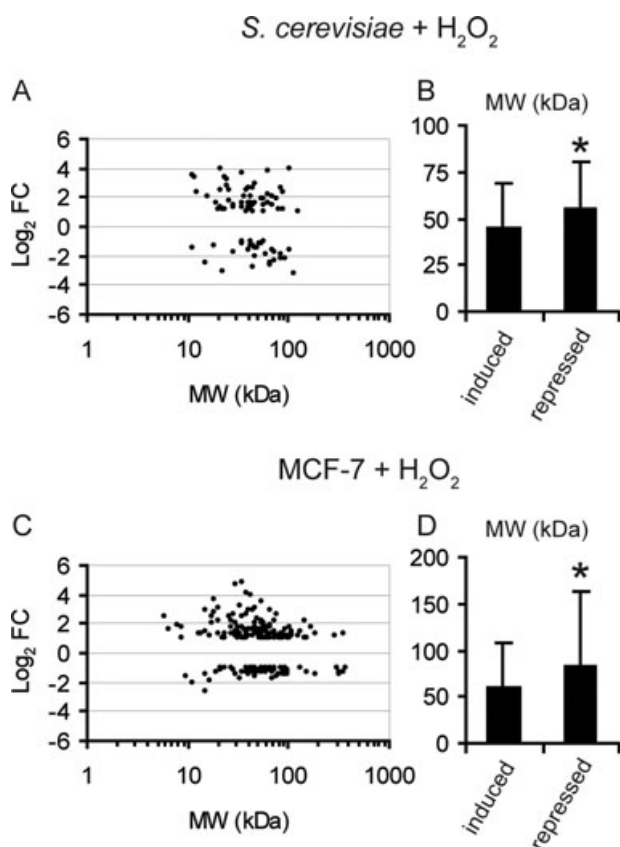 S. cerevisiae + H₂O₂
A
Log₂ FC
6
4
2
0
-2
-4
-6
1
10
100
1000
MW (kDa)
B
MW (kDa)
100
75
50
25
0
*
induced
repressed
MCF-7 + H₂O₂
C
Log₂ FC
6
4
2
0
-2
-4
-6
1
10
100
1000
MW (kDa)
D
MW (kDa)
200
150
100
50
0
*
induced
repressed